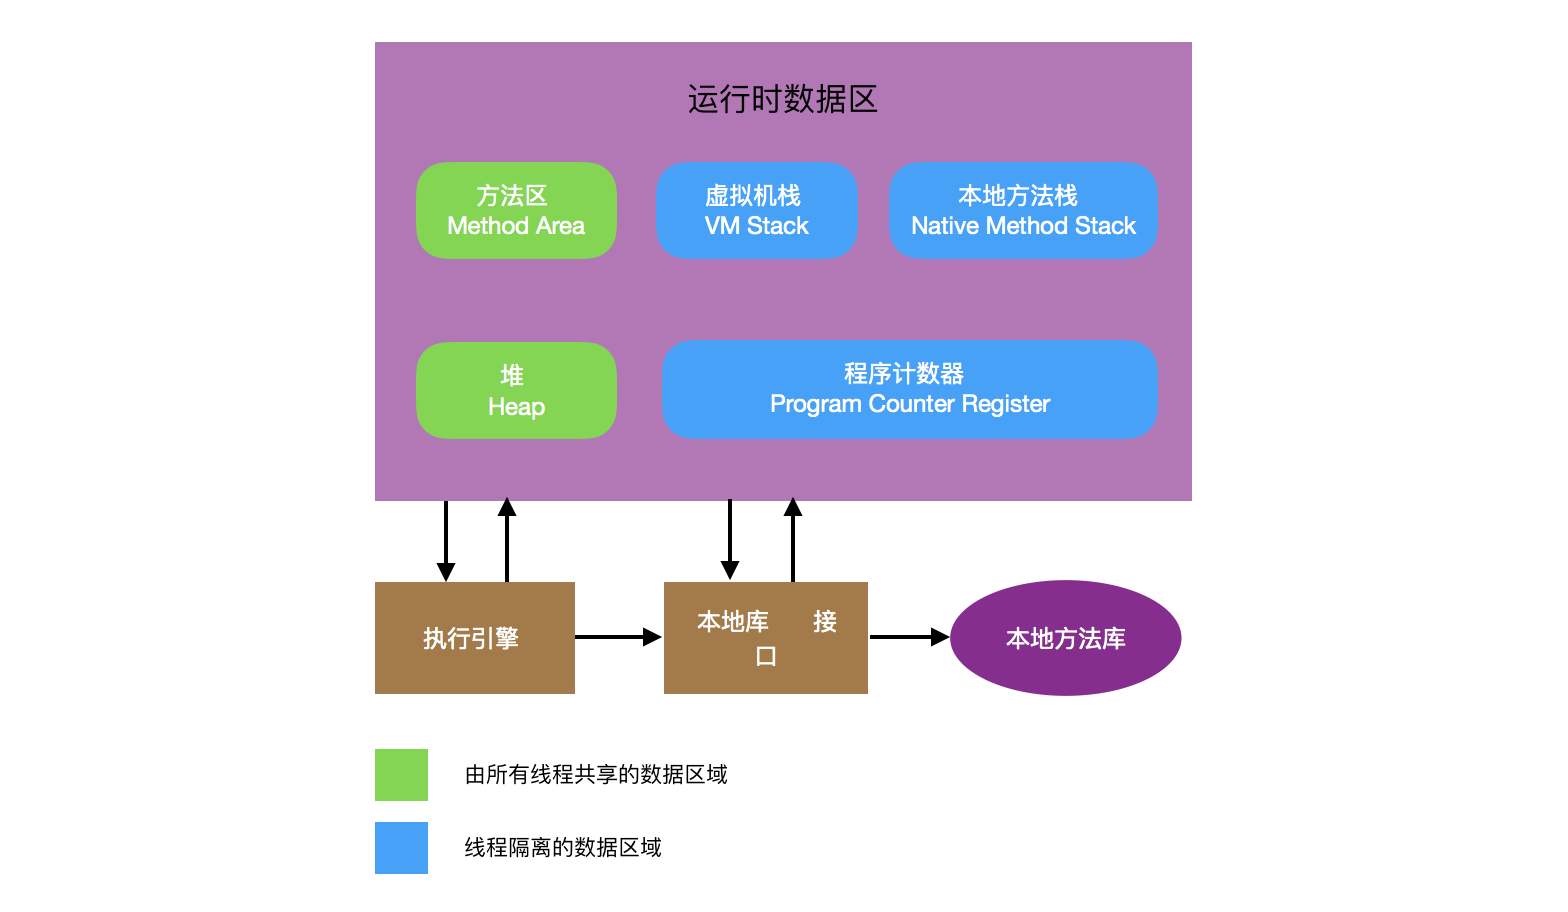 运行时数据区
方法区
Method Area
虚拟机栈
VM Stack
本地方法栈
Native Method Stack
堆
Heap
程序计数器
Program Counter Register
执行引擎
本地库 接
口
本地方法库
由所有线程共享的数据区域
线程隔离的数据区域